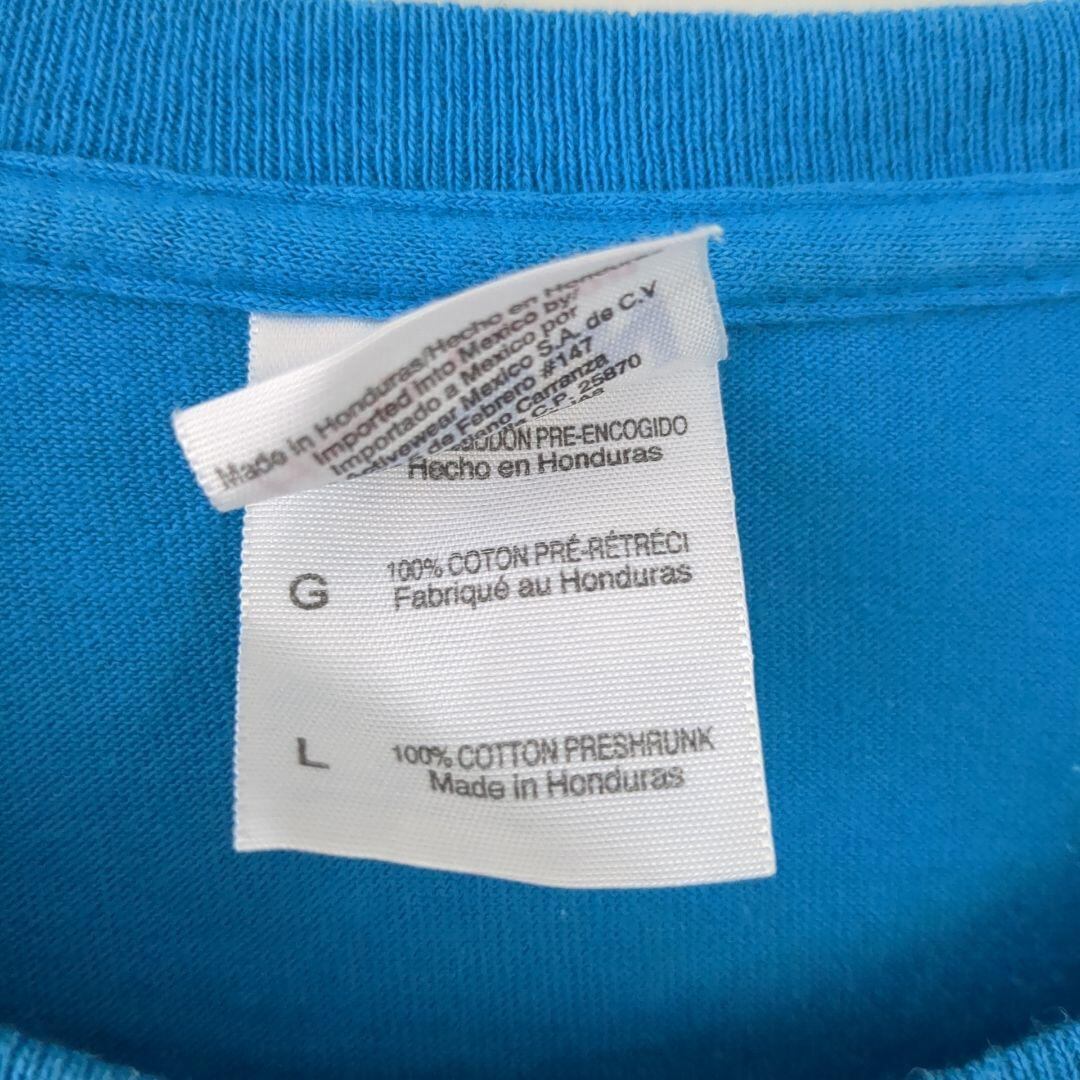 Made in Honduras/Hecho en Honduras
Imported into Mexico by/
Importado a Mexico por
Activewear Mexico S.A. de C.V
de Febrero #147
Carranza
C.P. 25870
PRE-ENCOGIDO
Hecho en Honduras
G
100% COTON PRÉ-RÉTRÉCI
Fabriqué au Honduras
L
100% COTTON PRESHRUNK
Made in Honduras